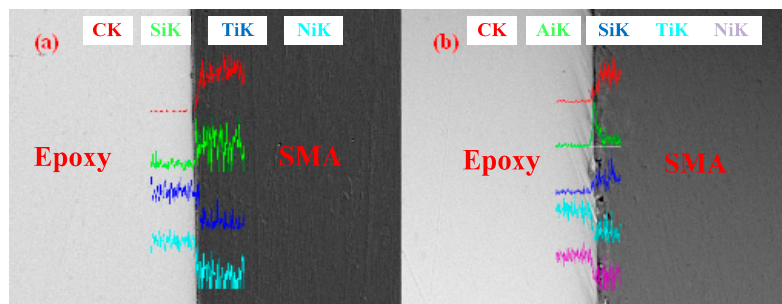 (a) CK SiK TiK NiK
Epoxy SMA
(b) CK AiK SiK TiK NiK
Epoxy SMA